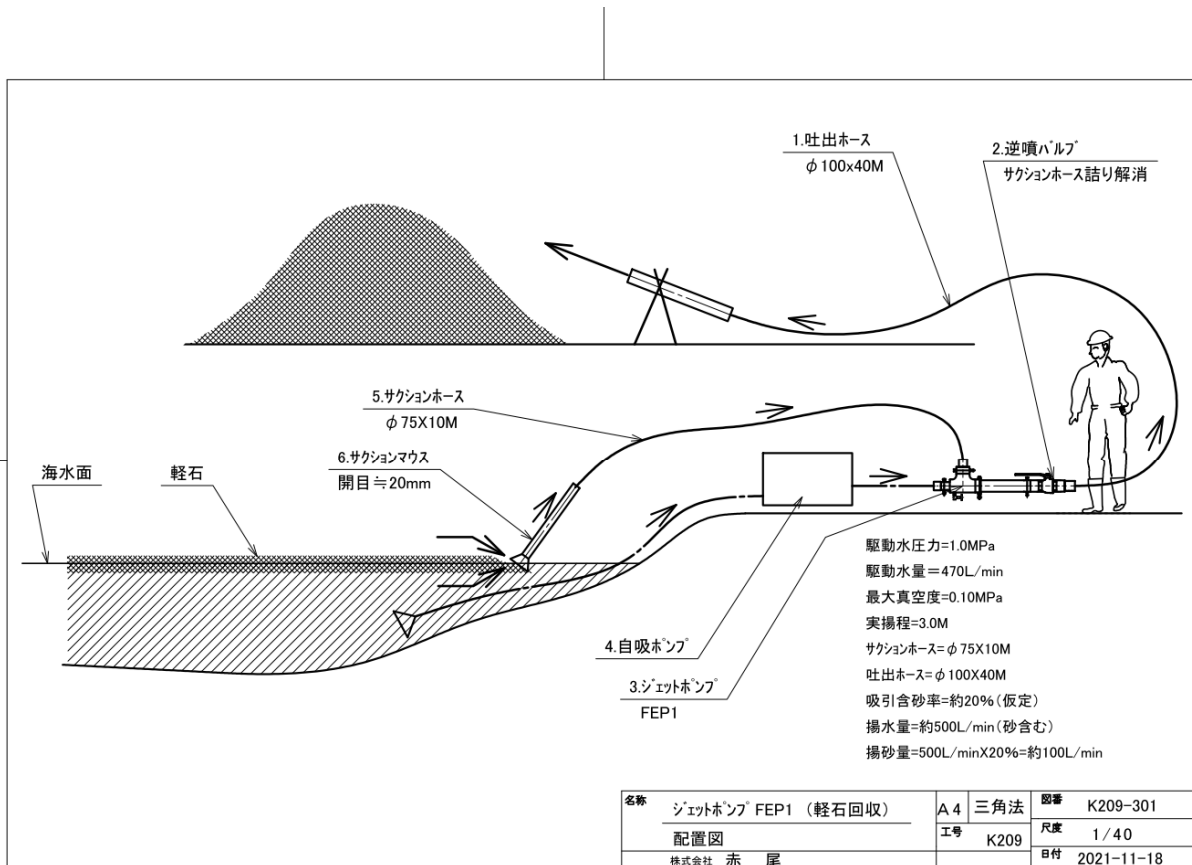 1.吐出ホース
φ100x40M
2.逆噴バルブ
サクションホース詰り解消
5.サクションホース
φ75X10M
6.サクションマウス
開目≒20mm
海水面
軽石
4.自吸ポンプ
3.ジェットポンプ
FEP1
駆動水圧力=1.0MPa
駆動水量=470L/min
最大真空度=0.10MPa
実揚程=3.0M
サクションホース=φ75X10M
吐出ホース=φ100X40M
吸引含砂率=約20%(仮定)
揚水量=約500L/min(砂含む)
揚砂量=500L/minX20%=約100L/min
名称
ジェットポンプ FEP1 (軽石回収)
配置図
株式会社 赤 尾
A4 三角法
工号 K209
図番 K209-301
尺度 1/40
日付 2021-11-18